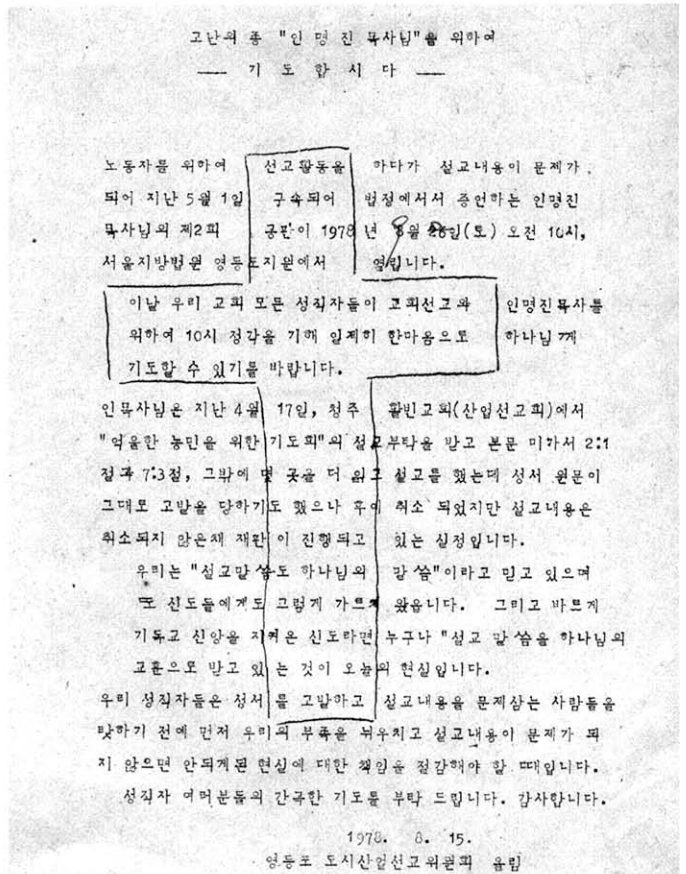 고난의 종 "인 명 진 목사님"을 위하여
— 기 도 합 시 다 —
노동자를 위하여 선교활동을 하다가 설교내용이 문제가
되어 지난 5월 1일 구속되어 법정에서서 증언하는 인명진
목사님의 제2회 공판이 1978 년 8월 26일(토) 오전 10시,
서울지방법원 영등포지원에서 열립니다.
이날 우리 교회 모든 성직자들이 교회선교와 인명진목사를
위하여 10시 정각을 기해 일제히 한마음으로 하나님께
기도할 수 있기를 바랍니다.
인목사님은 지난 4월 17일, 청주 활빈교회(산업선교회)에서
"억울한 농민을 위한 기도회"의 설교부탁을 받고 본문 미가서 2:1
절과 7:3절, 그밖에 몇 곳을 더 읽고 설교를 했는데 성서 원문이
그대로 고발을 당하기도 했으나 후에 취소 되었지만 설교내용은
취소되지 않은채 재판이 진행되고 있는 실정입니다.
우리는 "설교말씀도 하나님의 말씀"이라고 믿고 있으며
또 신도들에게도 그렇게 가르쳐 왔읍니다. 그리고 바르게
기독교 신앙을 지켜온 신도라면 누구나 "설교 말씀을 하나님의
교훈으로 받고 있는 것이 오늘의 현실입니다.
우리 성직자들은 성서를 고발하고 설교내용을 문제삼는 사람들을
탓하기 전에 먼저 우리의 부족을 뉘우치고 설교내용이 문제가 되
지 않으면 안되게된 현실에 대한 책임을 절감해야 할 때입니다.
성직자 여러분들의 간곡한 기도를 부탁 드립니다. 감사합니다.
1978. 8. 15.
영등포 도시산업선교위원회 올림